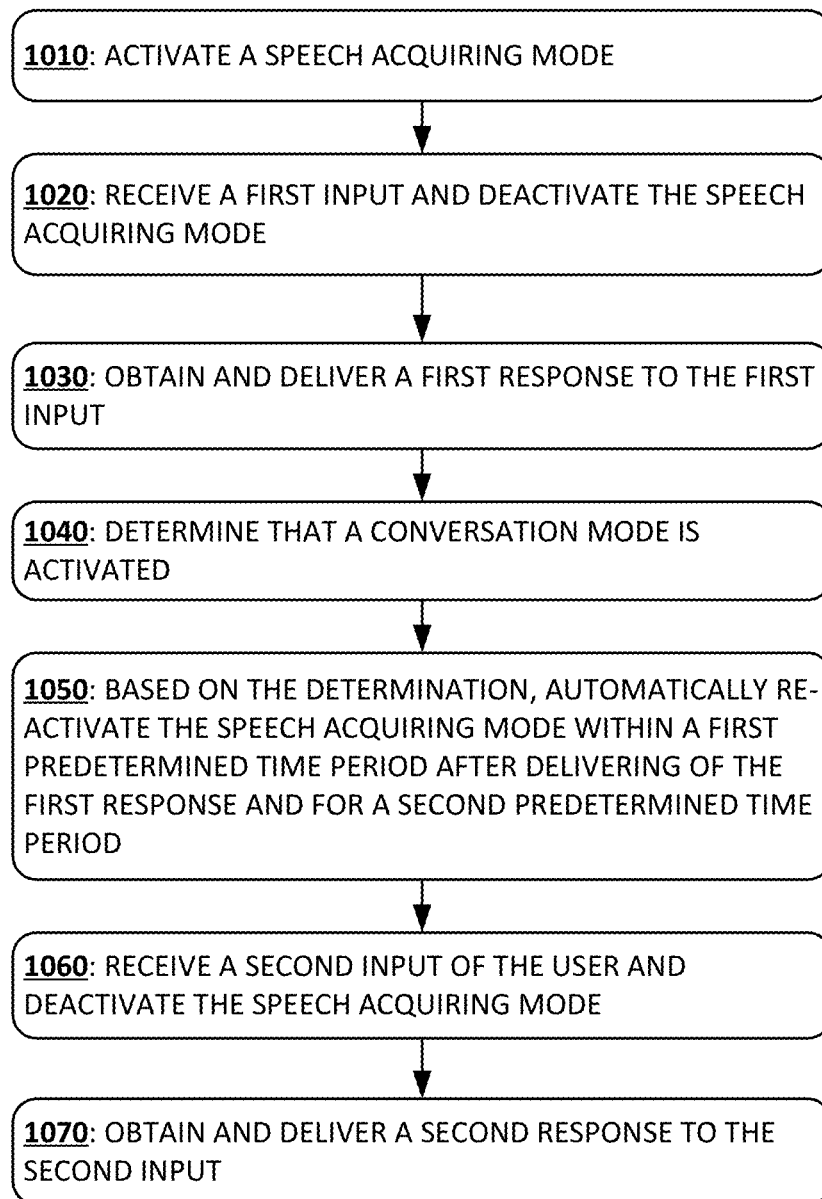 1010: ACTIVATE A SPEECH ACQUIRING MODE
1020: RECEIVE A FIRST INPUT AND DEACTIVATE THE SPEECH
ACQUIRING MODE
1030: OBTAIN AND DELIVER A FIRST RESPONSE TO THE FIRST
INPUT
1040: DETERMINE THAT A CONVERSATION MODE IS
ACTIVATED
1050: BASED ON THE DETERMINATION, AUTOMATICALLY RE-
ACTIVATE THE SPEECH ACQUIRING MODE WITHIN A FIRST
PREDETERMINED TIME PERIOD AFTER DELIVERING OF THE
FIRST RESPONSE AND FOR A SECOND PREDETERMINED TIME
PERIOD
1060: RECEIVE A SECOND INPUT OF THE USER AND
DEACTIVATE THE SPEECH ACQUIRING MODE
1070: OBTAIN AND DELIVER A SECOND RESPONSE TO THE
SECOND INPUT